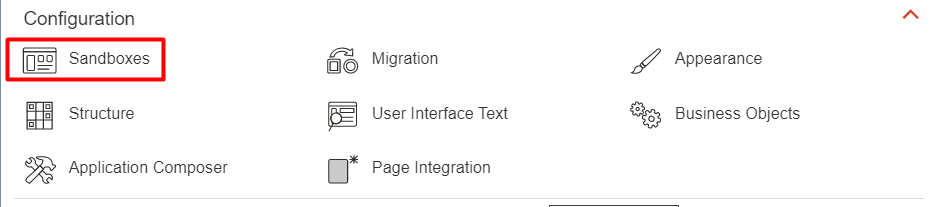 Configuration
Sandboxes
Migration
Appearance
Structure
User Interface Text
Business Objects
Application Composer
Page Integration